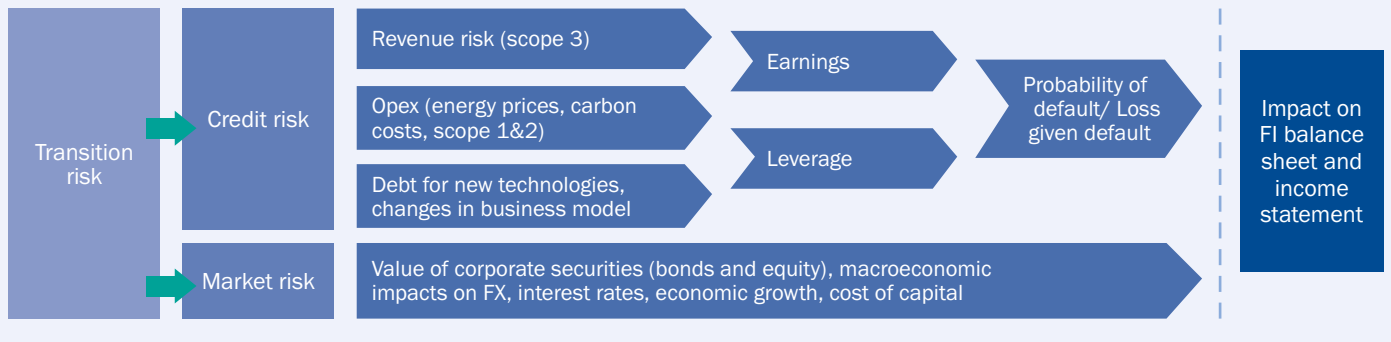 Transition
risk
Credit risk
Revenue risk (scope 3)
Opex (energy prices, carbon
costs, scope 1&2)
Debt for new technologies,
changes in business model
Earnings
Leverage
Probability of
default/ Loss
given default
Market risk
Value of corporate securities (bonds and equity), macroeconomic
impacts on FX, interest rates, economic growth, cost of capital
Impact on
FI balance
sheet and
income
statement